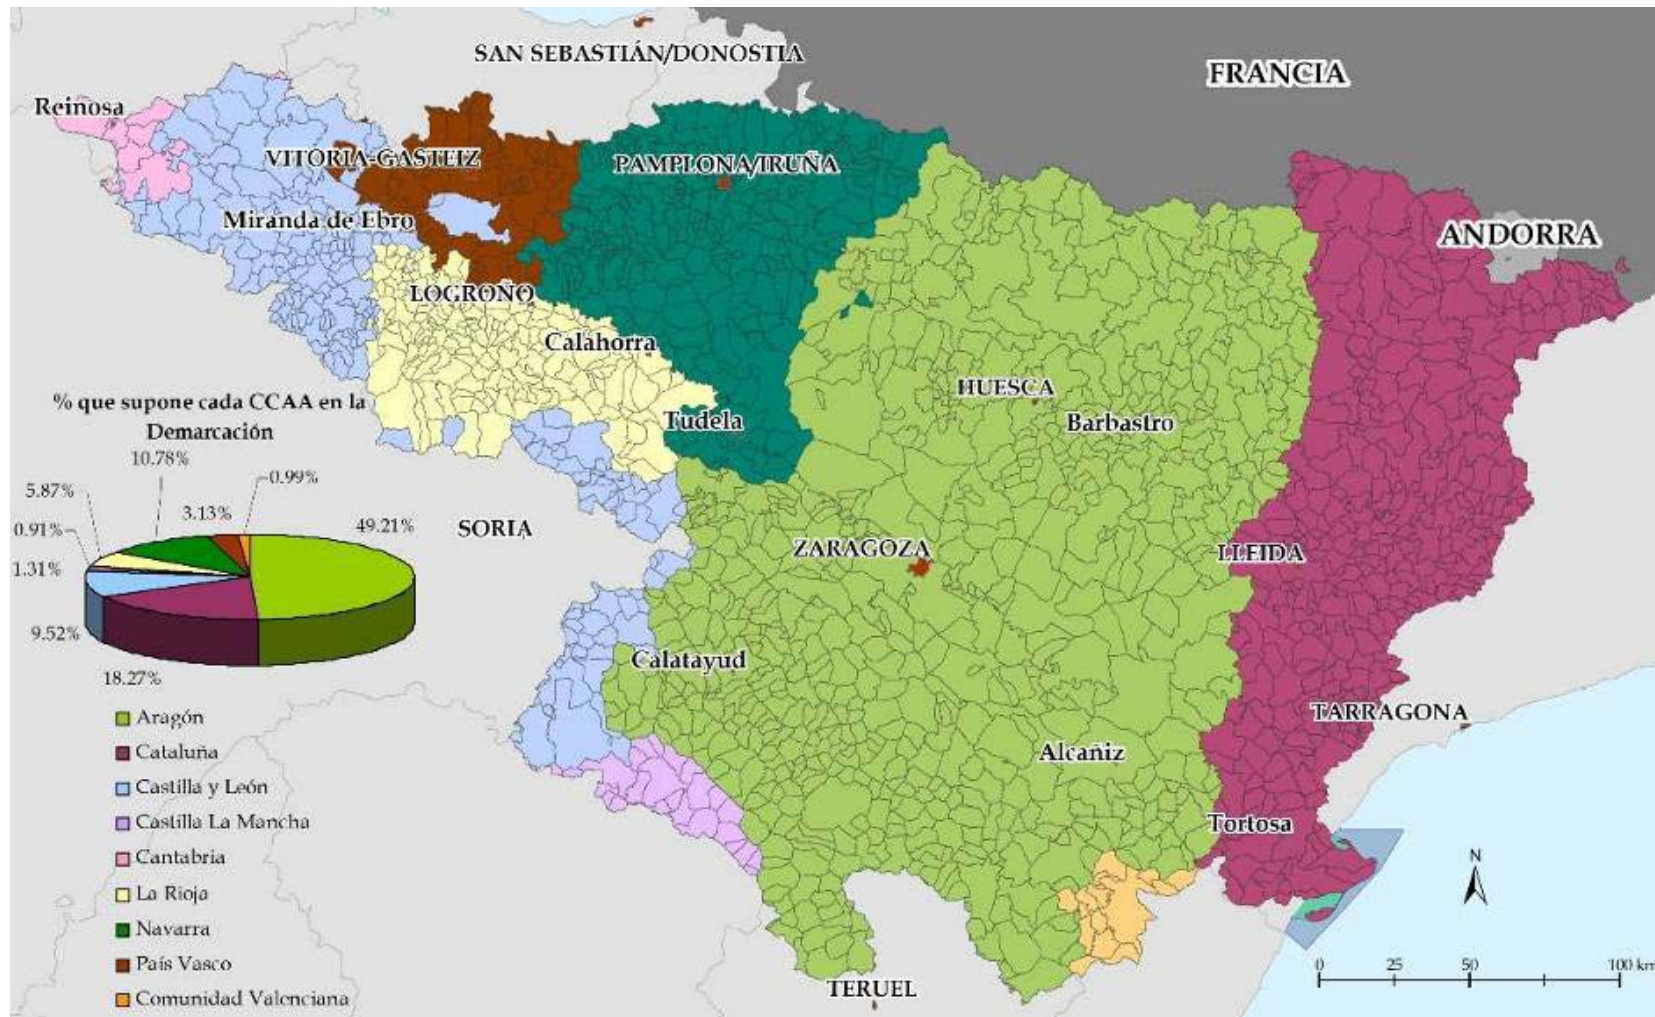 SAN SEBASTIÁN/DONOSTIA
FRANCIA
Reinosa
VITORIA-GASTEIZ
PAMPLONA/IRUÑA
Miranda de Ebro
ANDORRA
LOGROÑO
Calahorra
HUESCA
Barbastro
Tudela
% que supone cada CCAA en la
Demarcación
10.78%
5.87%
0.99%
3.13%
49.21%
0.91%
1.31%
9.52%
18.27%
SORIA
ZARAGOZA
LLEIDA
Calatayud
TARRAGONA
Alcañiz
Tortosa
TERUEL
Aragón
Cataluña
Castilla y León
Castilla La Mancha
Cantabria
La Rioja
Navarra
País Vasco
Comunidad Valenciana
N
0 25 50 100 km